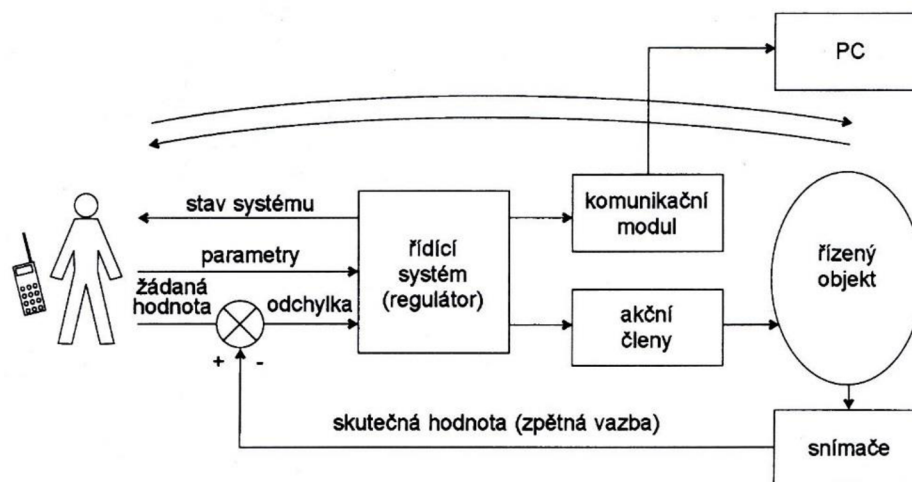 PC
stav systému
parametry
žádaná
hodnota
odchylka
+
-
řídící
systém
(regulátor)
komunikační
modul
akční
členy
řízený
objekt
skutečná hodnota (zpětná vazba)
snímače